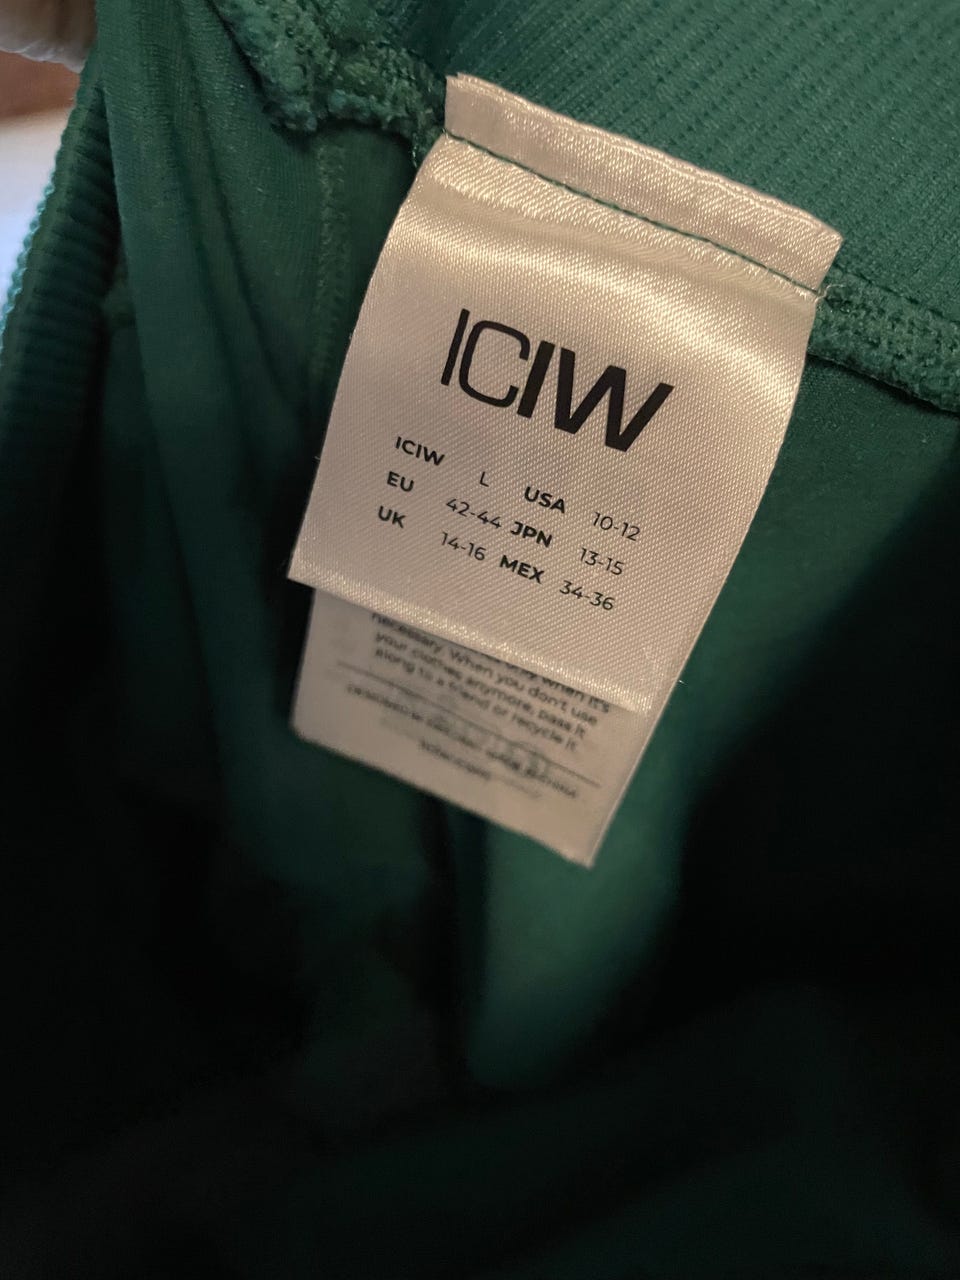 ICIW
ICIW L USA 10-12
EU 42-44 JPN 13-15
UK 14-16 MEX 34-36
necessary. When you don't use
your clothes anymore, pass it
along to a friend or recycle it.